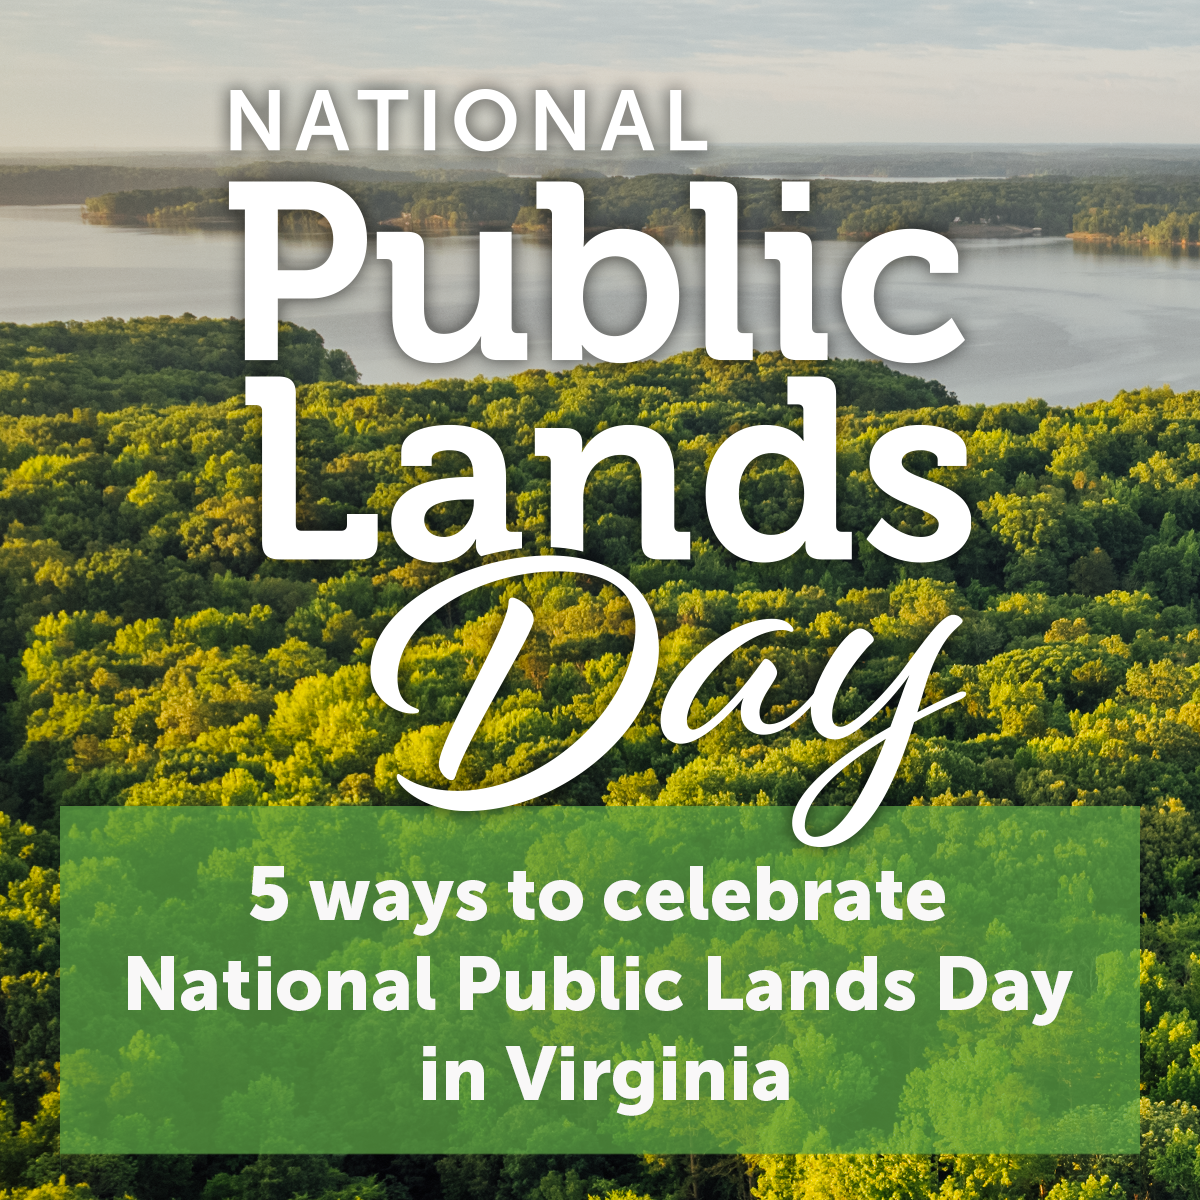 NATIONAL
Public
Lands
Day
5 ways to celebrate
National Public Lands Day
in Virginia